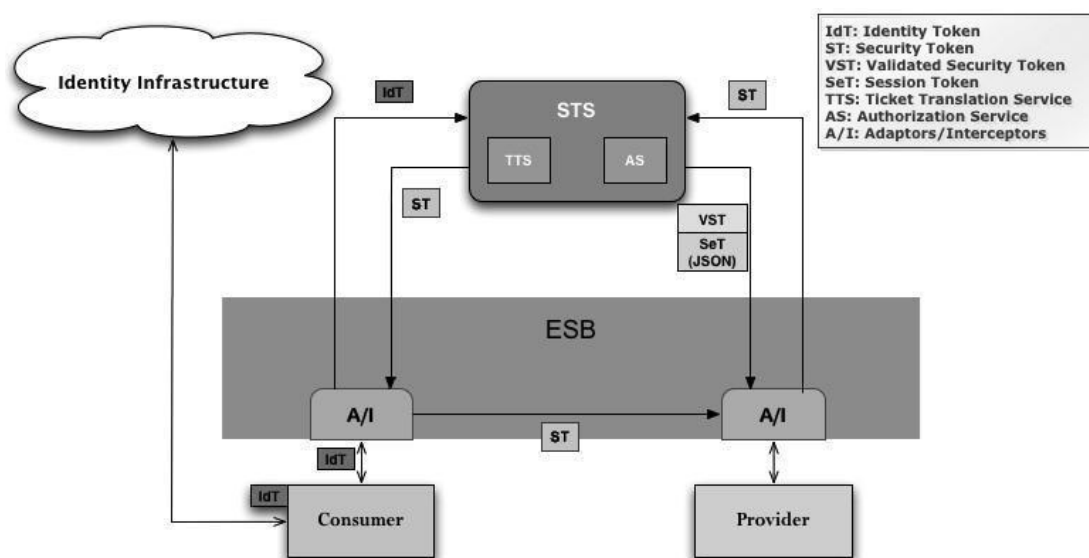 Identity Infrastructure
IdT: Identity Token
ST: Security Token
VST: Validated Security Token
SeT: Session Token
TTS: Ticket Translation Service
AS: Authorization Service
A/I: Adaptors/Interceptors
IdT
STS
ST
TTS
AS
ST
VST
SeT
(JSON)
ESB
A/I
A/I
ST
IdT
IdT
Consumer
Provider